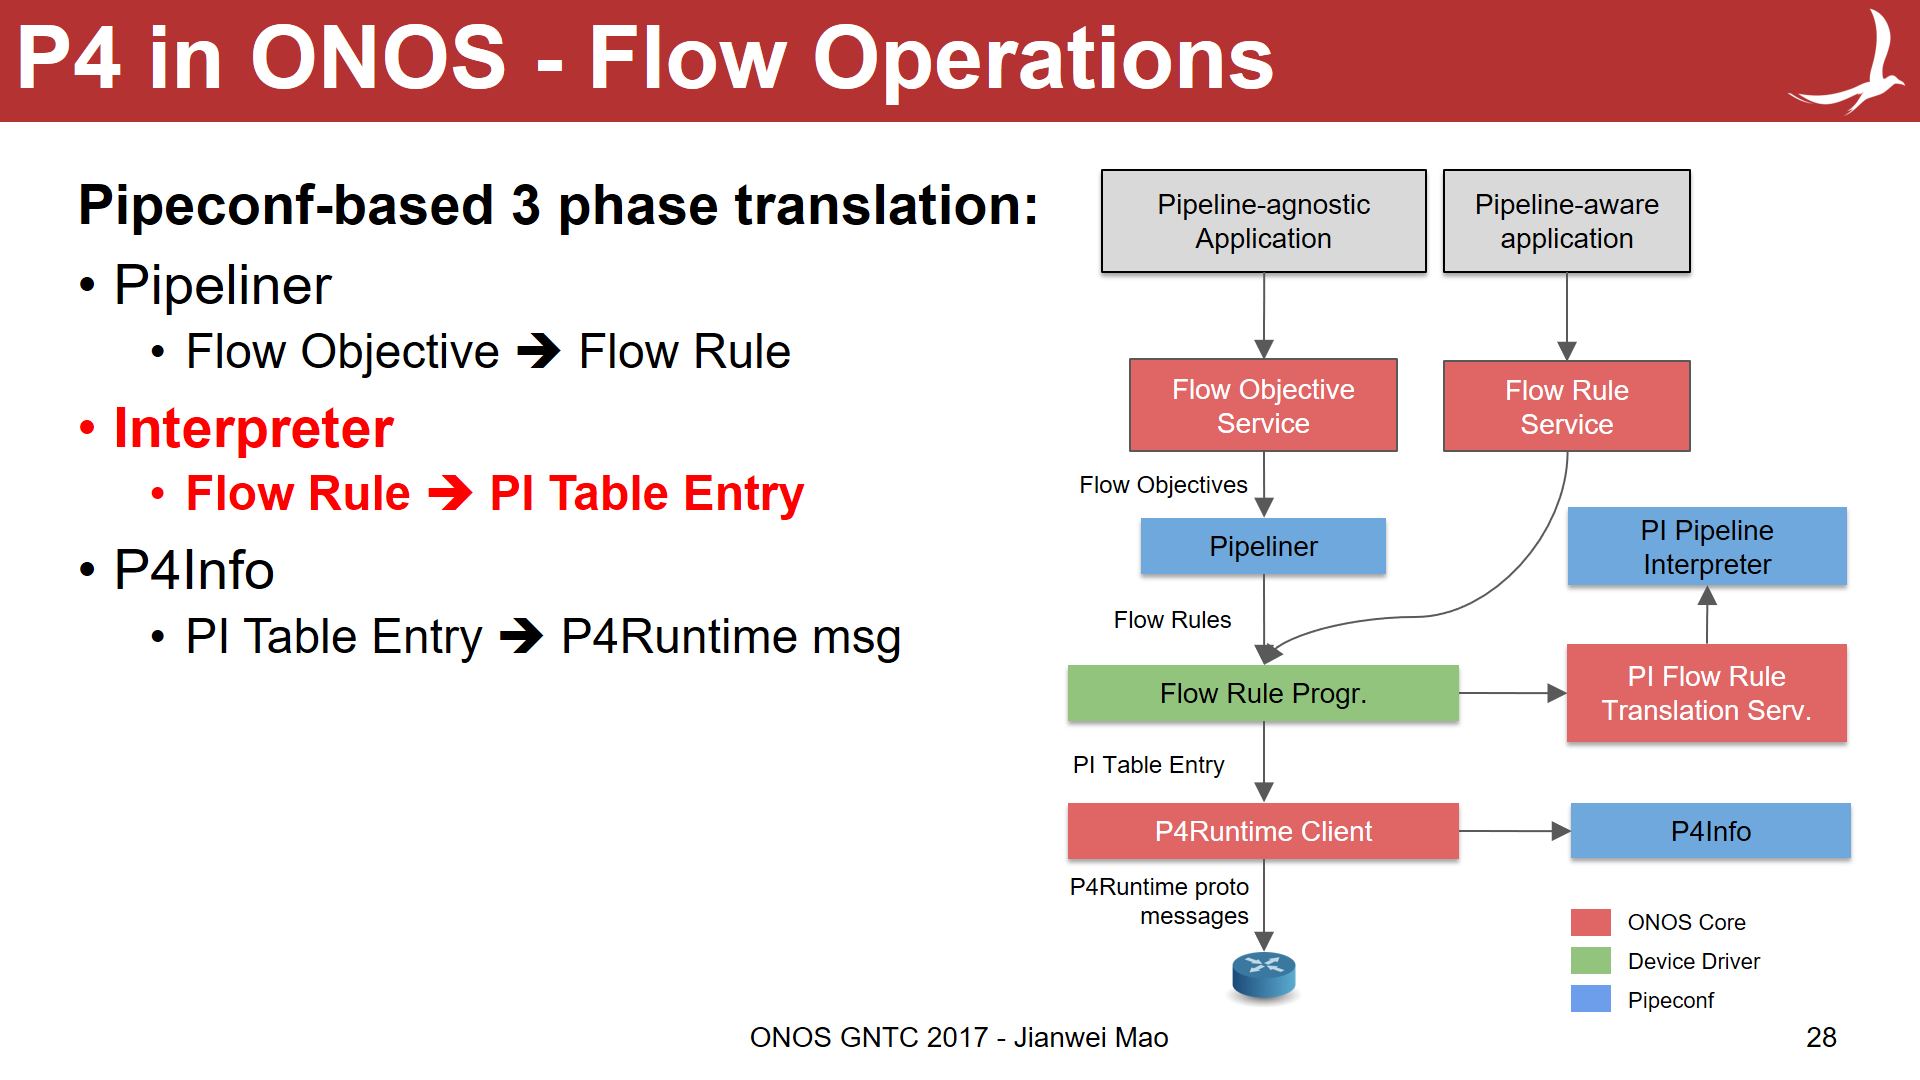 P4 in ONOS - Flow Operations
Pipeconf-based 3 phase translation:
• Pipeliner
• Flow Objective ➔ Flow Rule
• Interpreter
• Flow Rule ➔ PI Table Entry
• P4Info
• PI Table Entry ➔ P4Runtime msg
Pipeline-agnostic
Application
Pipeline-aware
application
Flow Objective
Service
Flow Rule
Service
Flow Objectives
Pipeliner
PI Pipeline
Interpreter
Flow Rules
Flow Rule Progr.
PI Flow Rule
Translation Serv.
PI Table Entry
P4Runtime Client
P4Info
P4Runtime proto
messages
ONOS Core
Device Driver
Pipeconf
ONOS GNTC 2017 - Jianwei Mao
28